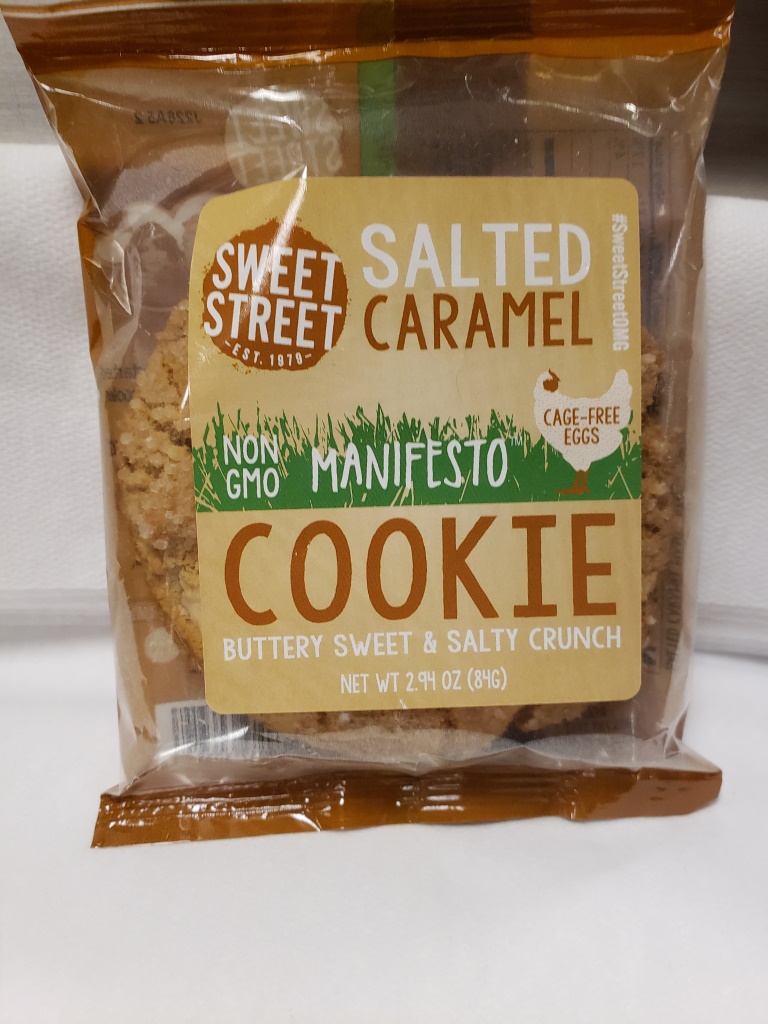 SWEET
STREET
-EST. 1979-
SALTED
CARAMEL
#SweetStreetOMG
CAGE-FREE
EGGS
NON
GMO
MANIFESTO™
COOKIE
BUTTERY SWEET & SALTY CRUNCH
NET WT 2.94 OZ (84G)